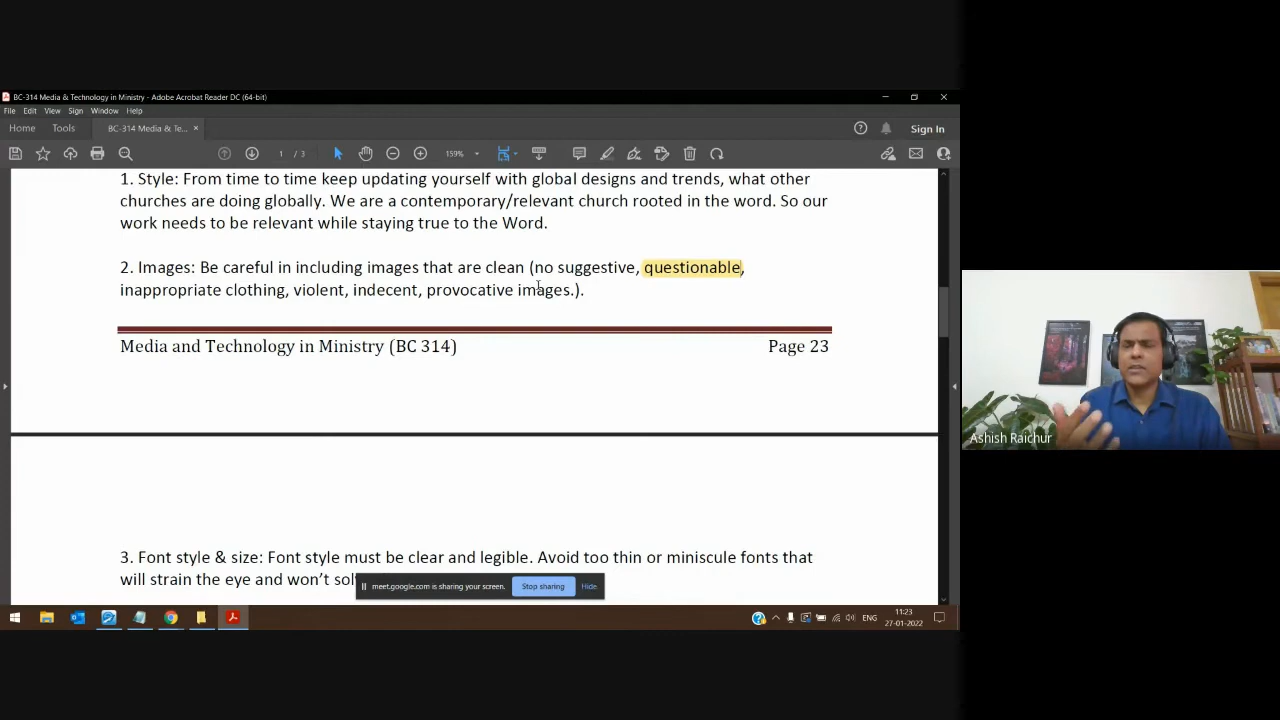 BC-314 Media & Technology in Ministry - Adobe Acrobat Reader DC (64-bit)
File Edit View Sign Window Help
Home Tools BC-314 Media & Te... × Sign In
1 / 3 159%
1. Style: From time to time keep updating yourself with global designs and trends, what other
churches are doing globally. We are a contemporary/relevant church rooted in the word. So our
work needs to be relevant while staying true to the Word.
2. Images: Be careful in including images that are clean (no suggestive, questionable,
inappropriate clothing, violent, indecent, provocative images.).
Media and Technology in Ministry (BC 314) Page 23
3. Font style & size: Font style must be clear and legible. Avoid too thin or miniscule fonts that
will strain the eye and won't sol
meet.google.com is sharing your screen. Stop sharing Hide
ENG 11:23
27-01-2022
Ashish Raichur